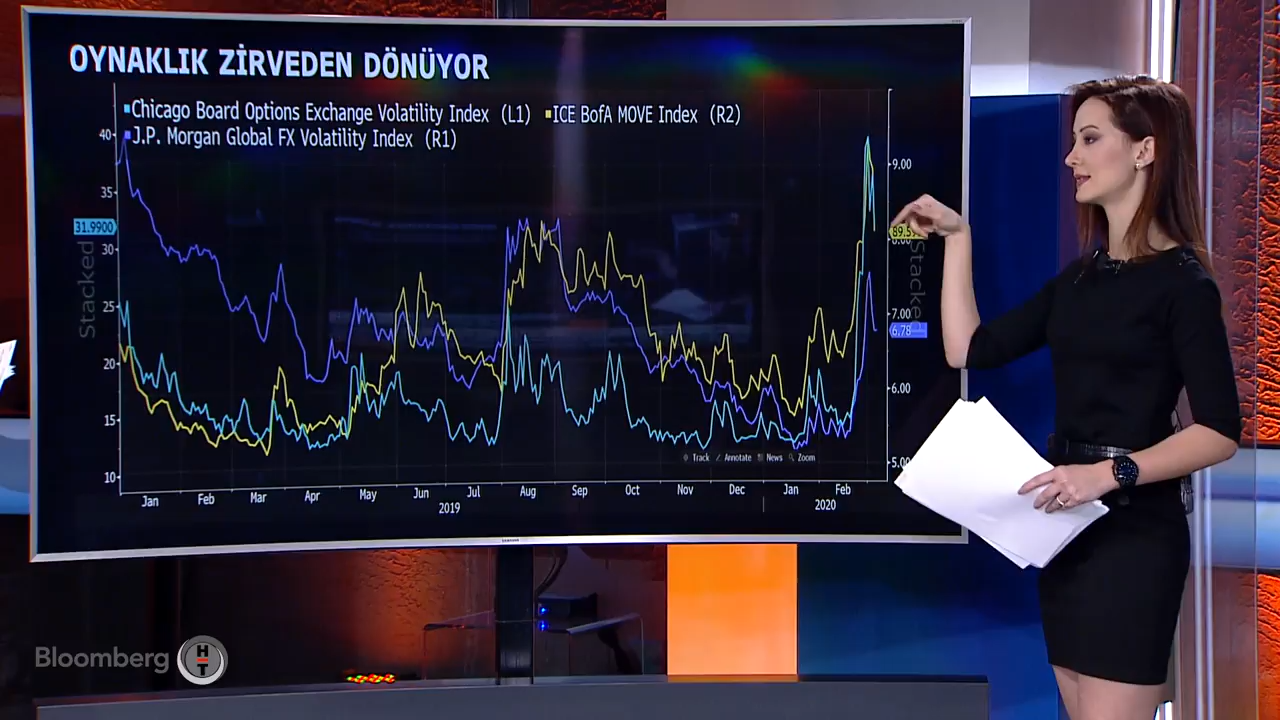 OYNAKLIK ZİRVEDEN DÖNÜYOR
Chicago Board Options Exchange Volatility Index (L1) ICE BofA MOVE Index (R2)
J.P. Morgan Global FX Volatility Index (R1)
40
35
31.9900
30
25
20
15
10
Stacked
9.00
8.00
7.00
6.78
6.00
5.00
Stacked
Track Annotate News Zoom
Jan Feb Mar Apr May Jun Jul Aug Sep Oct Nov Dec Jan Feb
2019 2020
SAMSUNG
Bloomberg HT